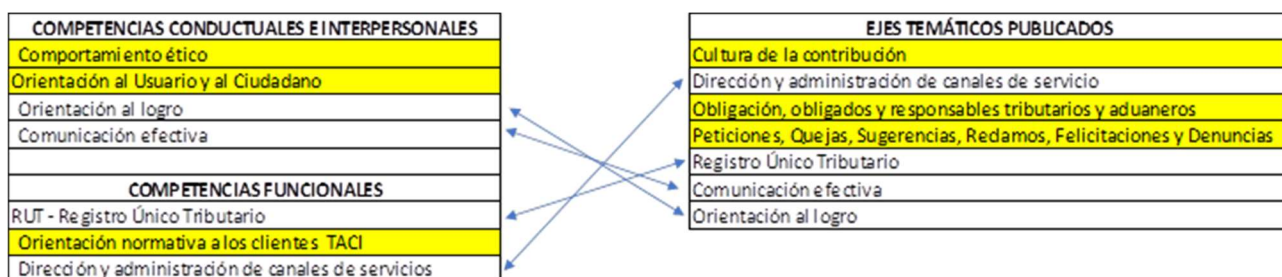 COMPETENCIAS CONDUCTUALES E INTERPERSONALES
Comportamiento ético
Orientación al Usuario y al Ciudadano
Orientación al logro
Comunicación efectiva
COMPETENCIAS FUNCIONALES
RUT - Registro Único Tributario
Orientación normativa a los clientes TACI
Dirección y administración de canales de servicios
EJES TEMÁTICOS PUBLICADOS
Cultura de la contribución
Dirección y administración de canales de servicio
Obligación, obligados y responsables tributarios y aduaneros
Peticiones, Quejas, Sugerencias, Reclamos, Felicitaciones y Denuncias
Registro Único Tributario
Comunicación efectiva
Orientación al logro